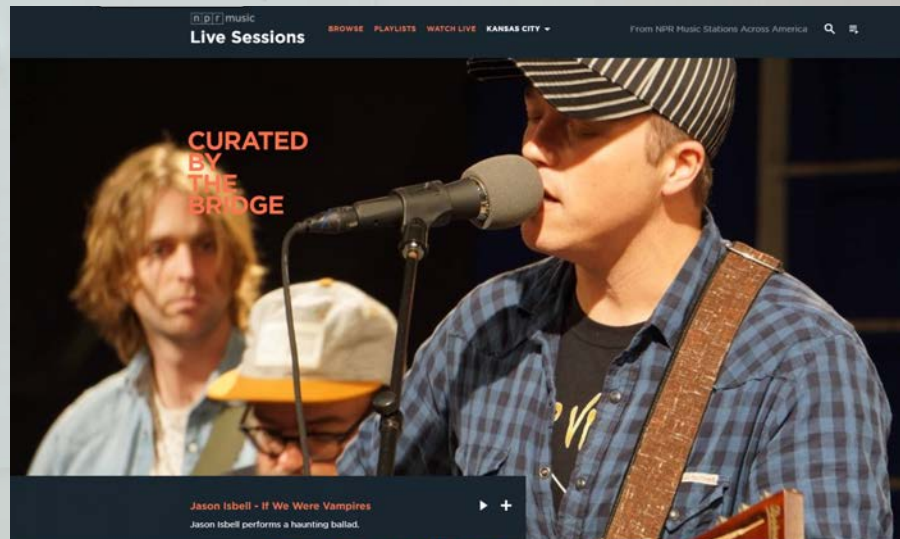 npr music
Live Sessions
BROWSE PLAYLISTS WATCH LIVE KANSAS CITY
From NPR Music Stations Across America
CURATED
BY
THE
BRIDGE
Jason Isbell - If We Were Vampires
Jason Isbell performs a haunting ballad.